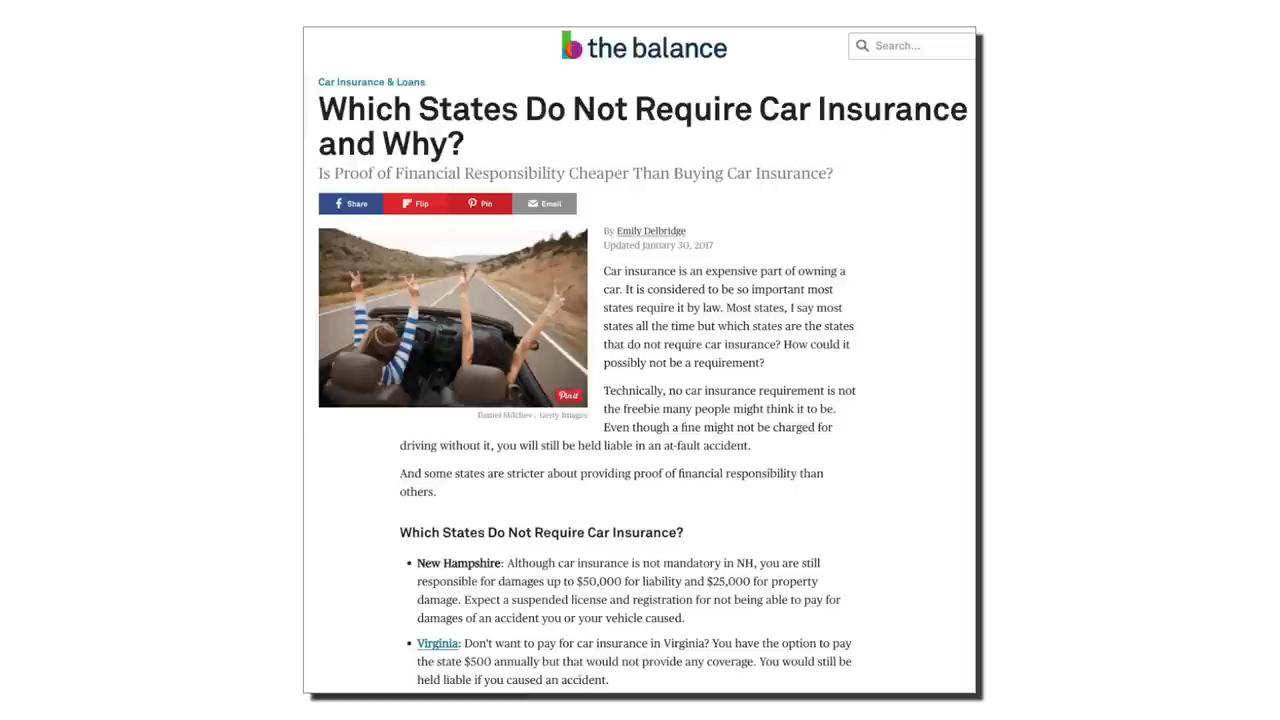 the balance
Search...
Car Insurance & Loans
Which States Do Not Require Car Insurance
and Why?
Is Proof of Financial Responsibility Cheaper Than Buying Car Insurance?
Share
Flip
Pin
Email
By Emily Delbridge
Updated January 30, 2017
Car insurance is an expensive part of owning a
car. It is considered to be so important most
states require it by law. Most states, I say most
states all the time but which states are the states
that do not require car insurance? How could it
possibly not be a requirement?
Pin it
Daniel Milchev . Getty Images
Technically, no car insurance requirement is not
the freebie many people might think it to be.
Even though a fine might not be charged for
driving without it, you will still be held liable in an at-fault accident.
And some states are stricter about providing proof of financial responsibility than
others.
Which States Do Not Require Car Insurance?
• New Hampshire: Although car insurance is not mandatory in NH, you are still
responsible for damages up to $50,000 for liability and $25,000 for property
damage. Expect a suspended license and registration for not being able to pay for
damages of an accident you or your vehicle caused.
• Virginia: Don't want to pay for car insurance in Virginia? You have the option to pay
the state $500 annually but that would not provide any coverage. You would still be
held liable if you caused an accident.